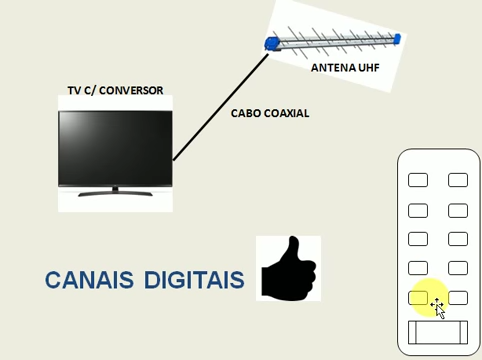 ANTENA UHF
TV C/ CONVERSOR
CABO COAXIAL
CANAIS DIGITAIS